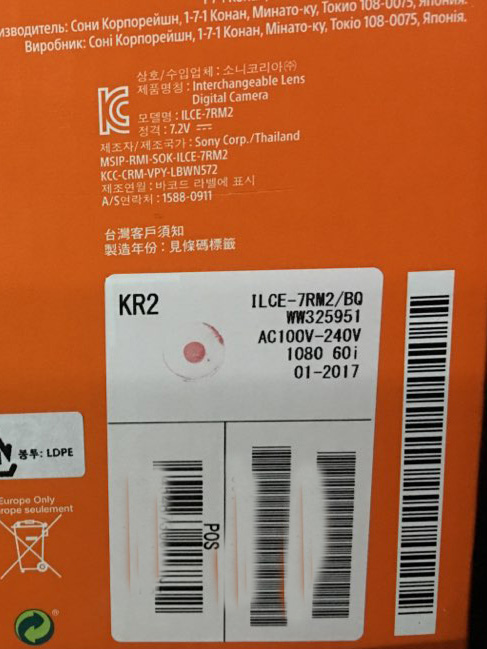 изводитель: Сони Корпорейшн, 1-7-1 Конан, Минато-ку, Токио 108-0075, Япония.
Виробник: Соні Корпорейшн, 1-7-1 Конан, Мінато-ку, Токіо 108-0075, Японія.
상호/수입업체 : 소니코리아㈜
제품명칭 : Interchangeable Lens
Digital Camera
모델명 : ILCE-7RM2
정격 : 7.2V
제조자/제조국가 : Sony Corp./Thailand
MSIP-RMI-SOK-ILCE-7RM2
KCC-CRM-VPY-LBWN572
제조연월 : 바코드 라벨에 표시
A/S연락처 : 1588-0911
台灣客戶須知
製造年份 : 見條碼標籤
KR2
ILCE-7RM2/BQ
WW325951
AC100V-240V
1080 60i
01-2017
봉투: LDPE
POS
Europe Only
rope seulement